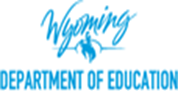 Wyoming
DEPARTMENT OF EDUCATION